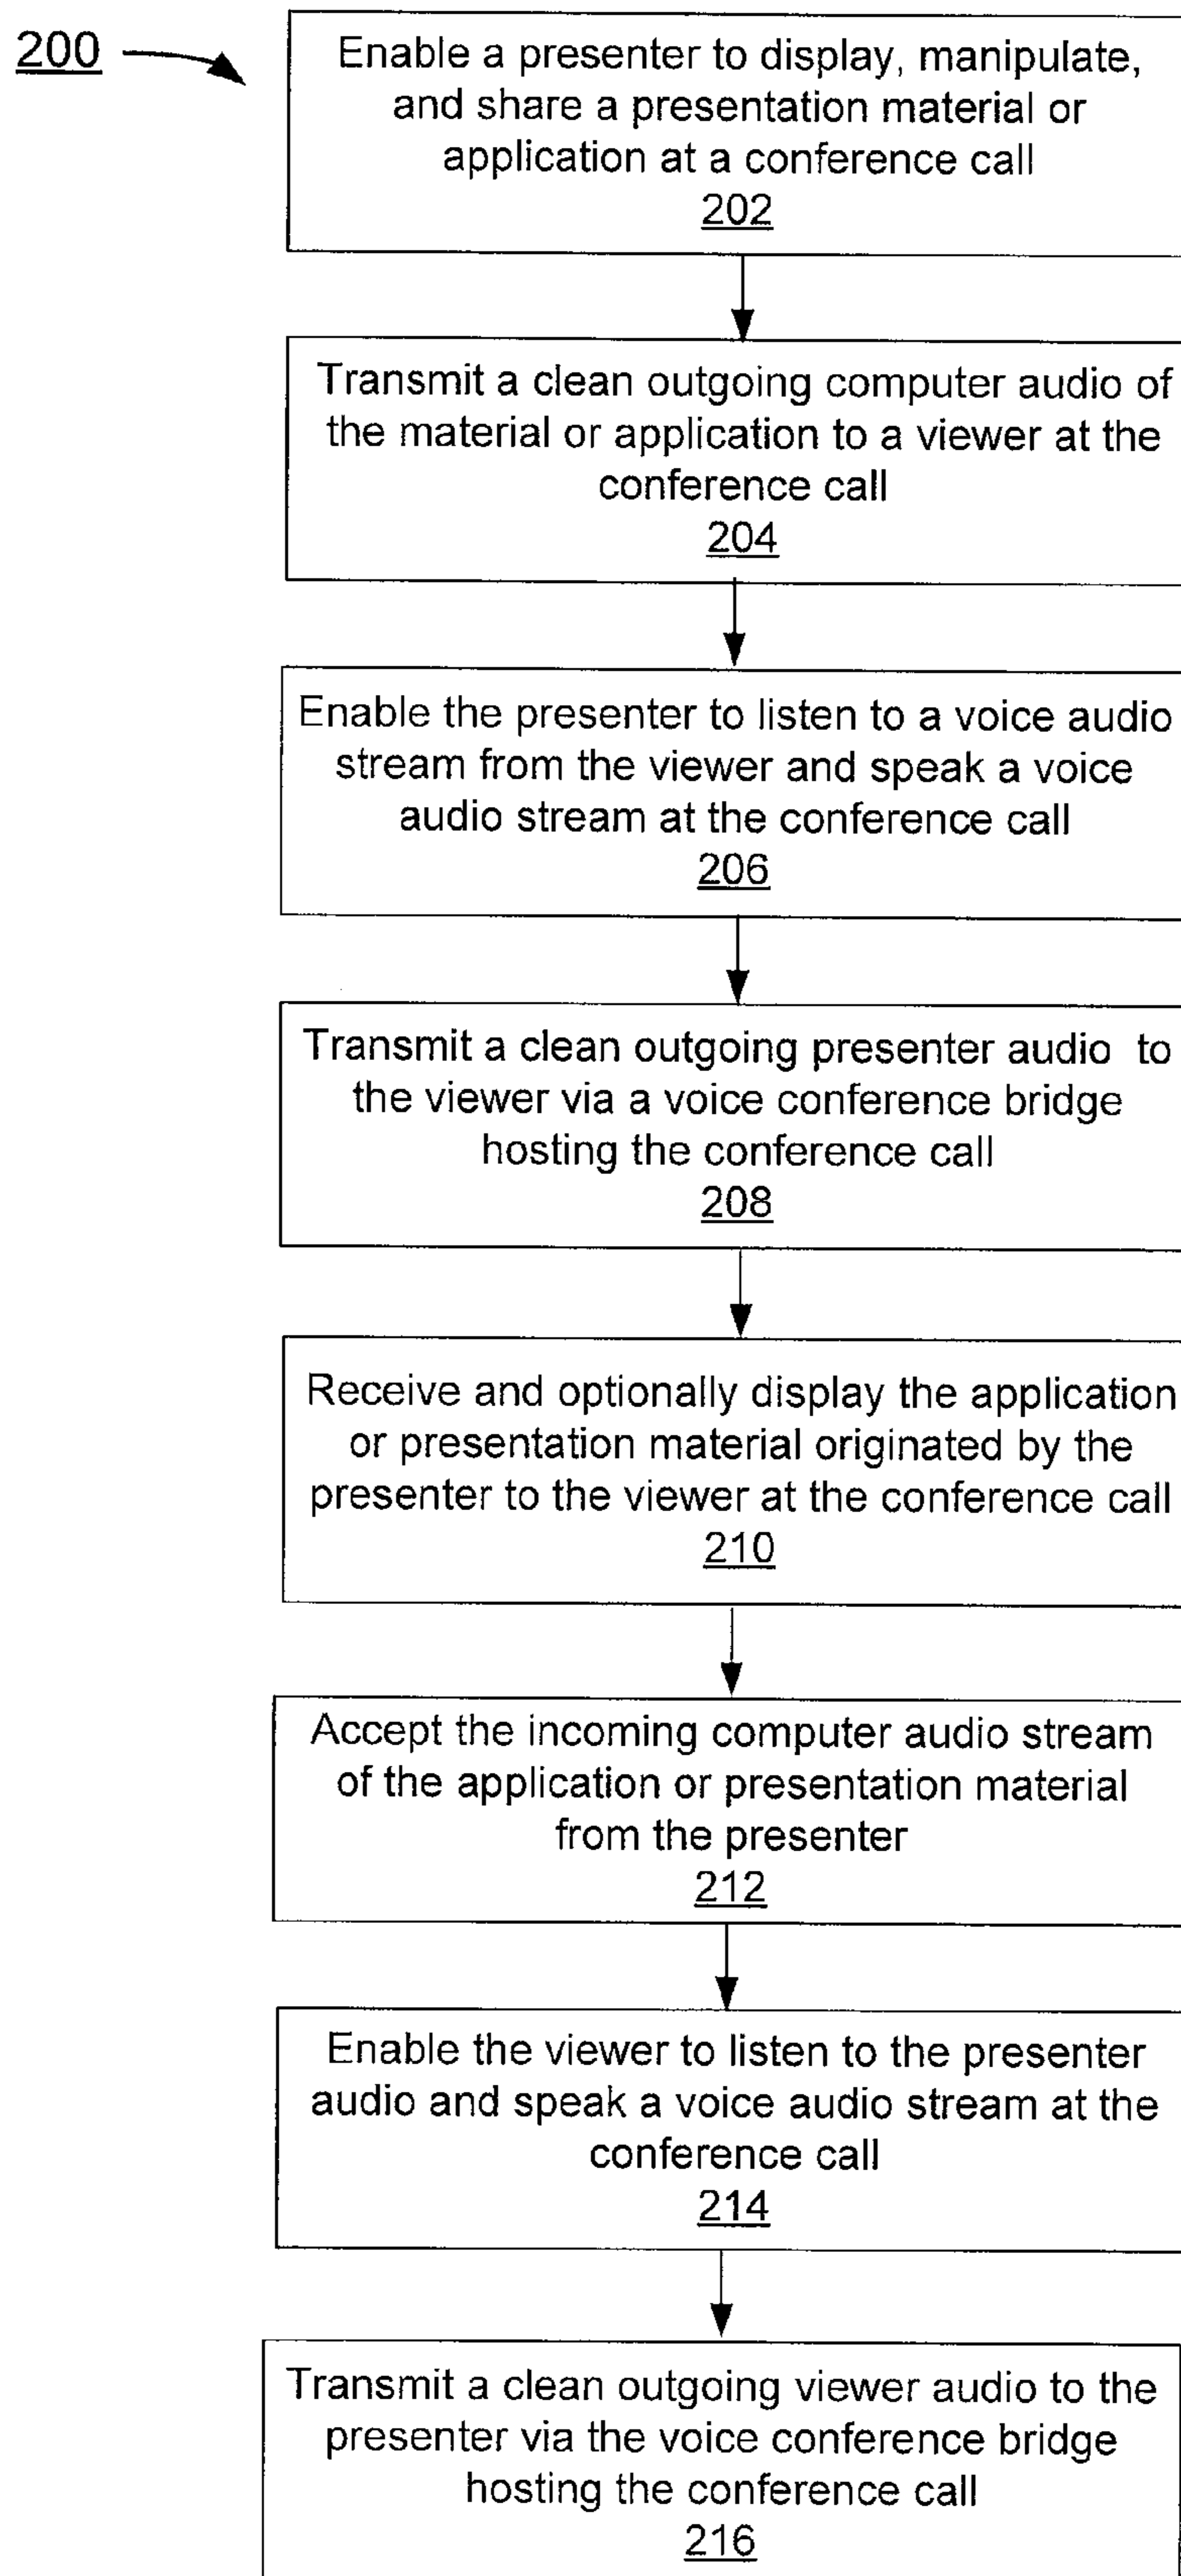 200
Enable a presenter to display, manipulate,
and share a presentation material or
application at a conference call
202
Transmit a clean outgoing computer audio of
the material or application to a viewer at the
conference call
204
Enable the presenter to listen to a voice audio
stream from the viewer and speak a voice
audio stream at the conference call
206
Transmit a clean outgoing presenter audio to
the viewer via a voice conference bridge
hosting the conference call
208
Receive and optionally display the application
or presentation material originated by the
presenter to the viewer at the conference call
210
Accept the incoming computer audio stream
of the application or presentation material
from the presenter
212
Enable the viewer to listen to the presenter
audio and speak a voice audio stream at the
conference call
214
Transmit a clean outgoing viewer audio to the
presenter via the voice conference bridge
hosting the conference call
216